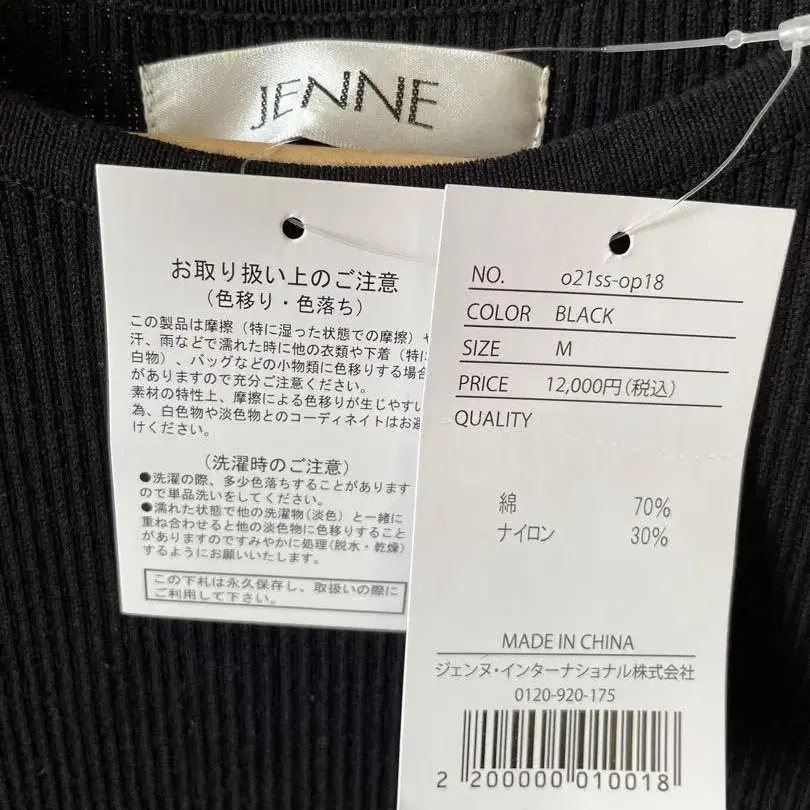 JENNE
お取り扱い上のご注意
(色移り・色落ち)
この製品は摩擦(特に湿った状態での摩擦)や
汗、雨などで濡れた時に他の衣類や下着(特に
白物)、バッグなどの小物類に色移りする場合
がありますので充分ご注意ください。
素材の特性上、摩擦による色移りが生じやすい
為、白色物や淡色物とのコーディネイトはお避
けください。
(洗濯時のご注意)
●洗濯の際、多少色落ちすることがあります
ので単品洗いをしてください。
●濡れた状態で他の洗濯物(淡色)と一緒に
重ね合わせると他の淡色物に色移りすること
がありますのですみやかに処理(脱水・乾燥)
するようにお願いいたします。
この下札は永久保存し、取扱いの際に
ご利用して下さい。
NO. o21ss-op18
COLOR BLACK
SIZE M
PRICE 12,000円(税込)
QUALITY
綿 70%
ナイロン 30%
MADE IN CHINA
ジェンヌ・インターナショナル株式会社
0120-920-175
2 200000 010018